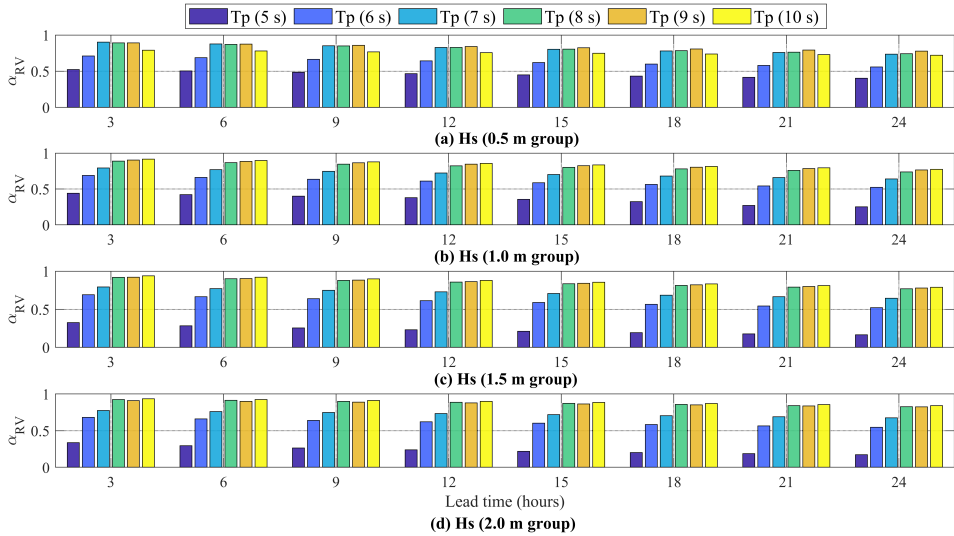 Tp (5 s) Tp (6 s) Tp (7 s) Tp (8 s) Tp (9 s) Tp (10 s)
1
0.5
0
α_RV
3 6 9 12 15 18 21 24
(a) Hs (0.5 m group)
1
0.5
0
α_RV
3 6 9 12 15 18 21 24
(b) Hs (1.0 m group)
1
0.5
0
α_RV
3 6 9 12 15 18 21 24
(c) Hs (1.5 m group)
1
0.5
0
α_RV
3 6 9 12 15 18 21 24
Lead time (hours)
(d) Hs (2.0 m group)